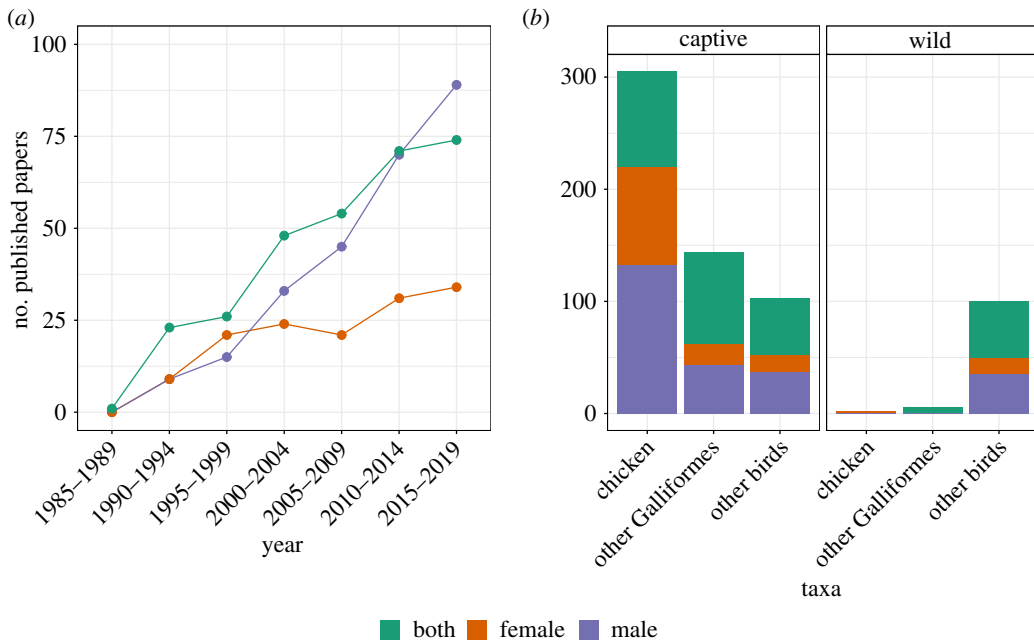 (a)
no. published papers
100
75
50
25
0
1985–1989
1990–1994
1995–1999
2000–2004
2005–2009
2010–2014
2015–2019
year
(b)
captive
wild
300
200
100
0
chicken
other Galliformes
other birds
chicken
other Galliformes
other birds
taxa
both female male